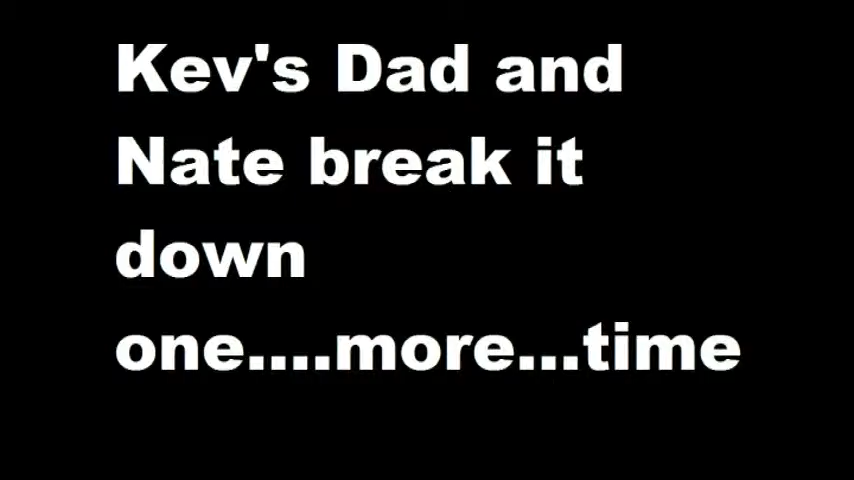 Kev's Dad and
Nate break it
down
one....more...time